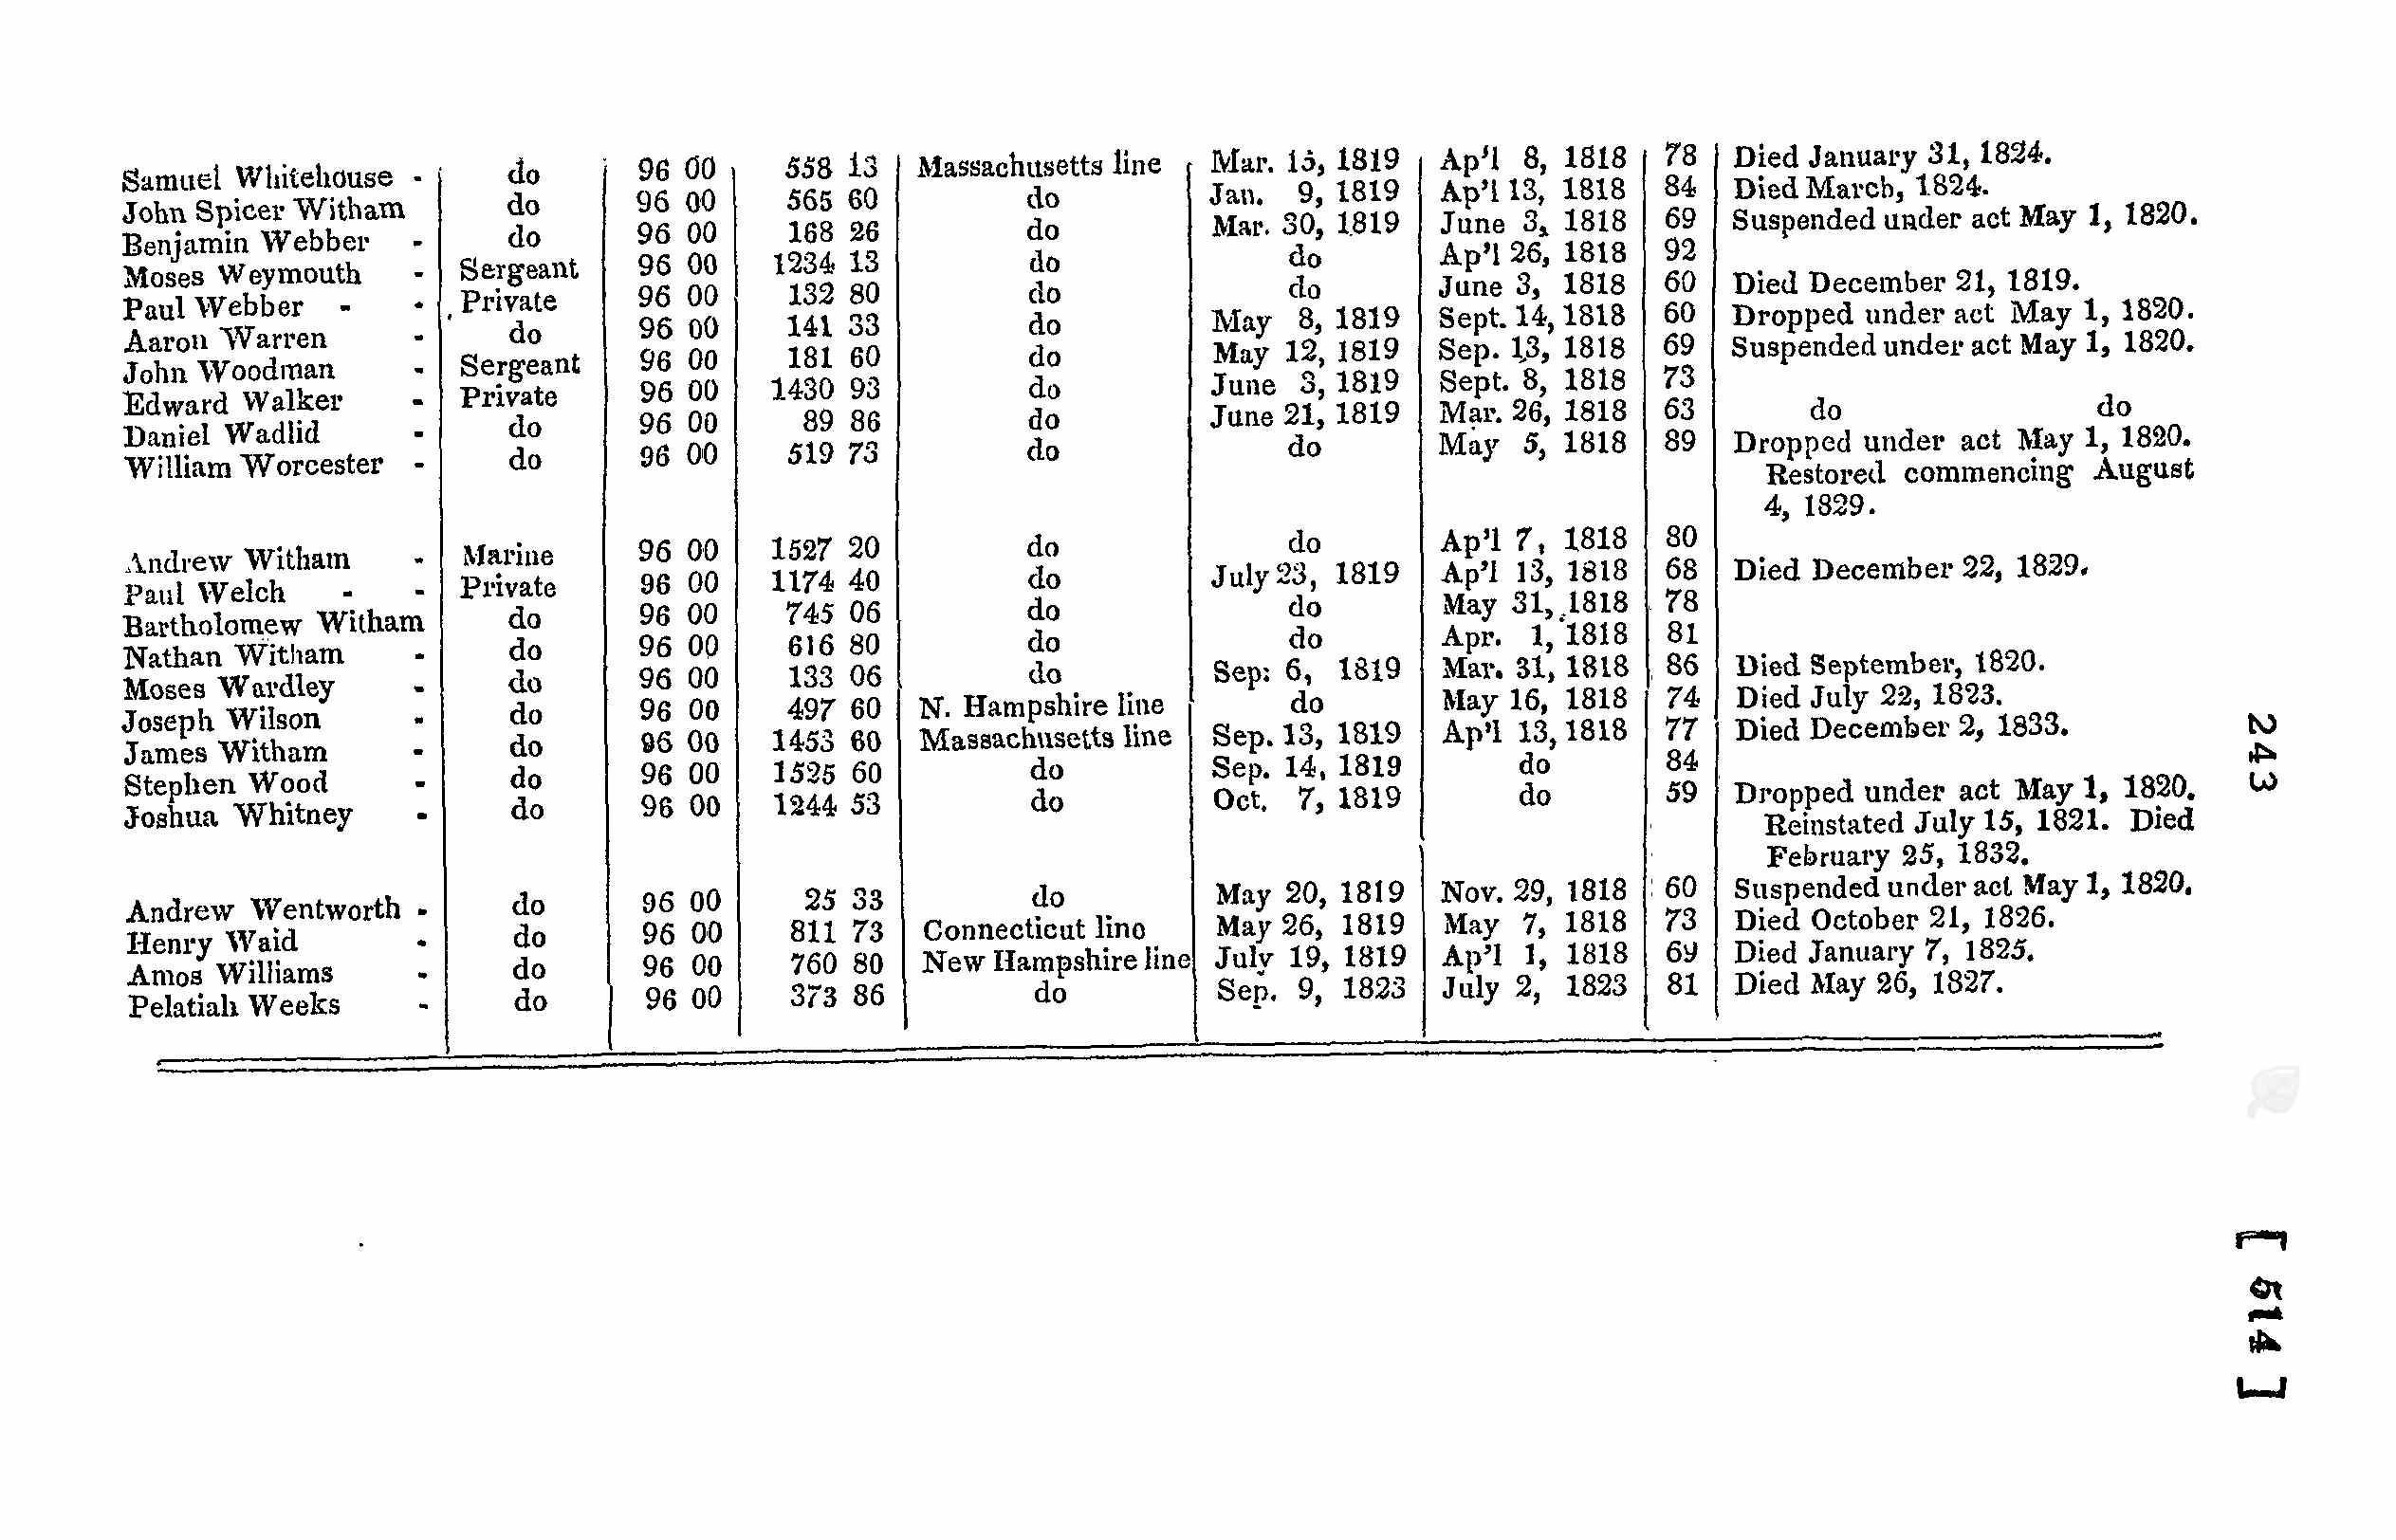 Samuel Whitehouse - do 96 00 558 13 Massachusetts line Mar. 15, 1819 Ap'l 8, 1818 78 Died January 31, 1824.
John Spicer Witham do 96 00 565 60 do Jan. 9, 1819 Ap'l 13, 1818 84 Died March, 1824.
Benjamin Webber - do 96 00 168 26 do Mar. 30, 1819 June 3, 1818 69 Suspended under act May 1, 1820.
Moses Weymouth - Sergeant 96 00 1234 13 do do Ap'l 26, 1818 92
Paul Webber - - Private 96 00 132 80 do do June 3, 1818 60 Died December 21, 1819.
Aaron Warren - do 96 00 141 33 do May 8, 1819 Sept. 14, 1818 60 Dropped under act May 1, 1820.
John Woodman - Sergeant 96 00 181 60 do May 12, 1819 Sep. 13, 1818 69 Suspended under act May 1, 1820.
Edward Walker - Private 96 00 1430 93 do June 3, 1819 Sept. 8, 1818 73
Daniel Wadlid - do 96 00 89 86 do June 21, 1819 Mar. 26, 1818 63 do do
William Worcester - do 96 00 519 73 do do May 5, 1818 89 Dropped under act May 1, 1820.
Restored commencing August
4, 1829.
Andrew Witham - Marine 96 00 1527 20 do do Ap'l 7, 1818 80
Paul Welch - - Private 96 00 1174 40 do July 23, 1819 Ap'l 13, 1818 68 Died December 22, 1829.
Bartholomew Witham do 96 00 745 06 do do May 31, 1818 78
Nathan Witham - do 96 00 616 80 do do Apr. 1, 1818 81
Moses Wardley - do 96 00 133 06 do Sep: 6, 1819 Mar. 31, 1818 86 Died September, 1820.
Joseph Wilson - do 96 00 497 60 N. Hampshire line do May 16, 1818 74 Died July 22, 1823.
James Witham - do 96 00 1453 60 Massachusetts line Sep. 13, 1819 Ap'l 13, 1818 77 Died December 2, 1833.
Stephen Wood - do 96 00 1525 60 do Sep. 14, 1819 do 84
Joshua Whitney - do 96 00 1244 53 do Oct. 7, 1819 do 59 Dropped under act May 1, 1820.
Reinstated July 15, 1821. Died
February 25, 1832.
Andrew Wentworth - do 96 00 25 33 do May 20, 1819 Nov. 29, 1818 60 Suspended under act May 1, 1820.
Henry Waid - do 96 00 811 73 Connecticut line May 26, 1819 May 7, 1818 73 Died October 21, 1826.
Amos Williams - do 96 00 760 80 New Hampshire line July 19, 1819 Ap'l 1, 1818 69 Died January 7, 1825.
Pelatiah Weeks - do 96 00 373 86 do Sep. 9, 1823 July 2, 1823 81 Died May 26, 1827.
243
[ 514 ]